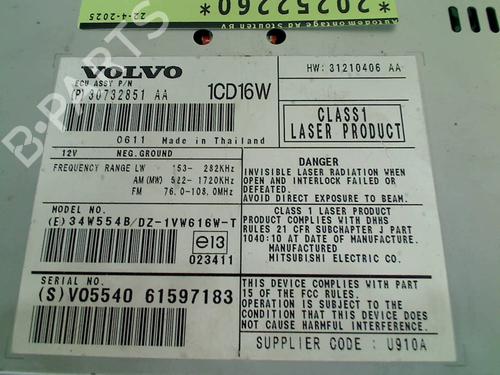 Autodemontage Ad Stouten Bv
22-4-2025
*20252260*
VOLVO
ECU ASSY P/N
(P)30732851 AA
1CD16W
HW: 31210406 AA
CLASS1
LASER PRODUCT
0611 Made in Thailand
12V NEG.GROUND
FREQUENCY RANGE LW 153- 282KHz
AM (MW) 522- 1720KHz
FM 76.0-108.0MHz
MODEL NO.
(E)34W554B/DZ-1VW616W-T
e13
023411
SERIAL NO.
(S)V05540 61597183
DANGER
INVISIBLE LASER RADIATION WHEN
OPEN AND INTERLOCK FAILED OR
DEFEATED.
AVOID DIRECT EXPOSURE TO BEAM.
CLASS 1 LASER PRODUCT
PRODUCT COMPLIES WITH DHHS
RULES 21 CFR SUBCHAPTER J PART
1040:10 AT DATE OF MANUFACTURE.
MANUFACTURED
MITSUBISHI ELECTRIC CO.
THIS DEVICE COMPLIES WITH PART
15 OF THE FCC RULES.
OPERATION IS SUBJECT TO THE
CONDITION THAT THIS DEVICE DOES
NOT CAUSE HARMFUL INTERFERENCE.
SUPPLIER CODE : U910A
B-PARTS